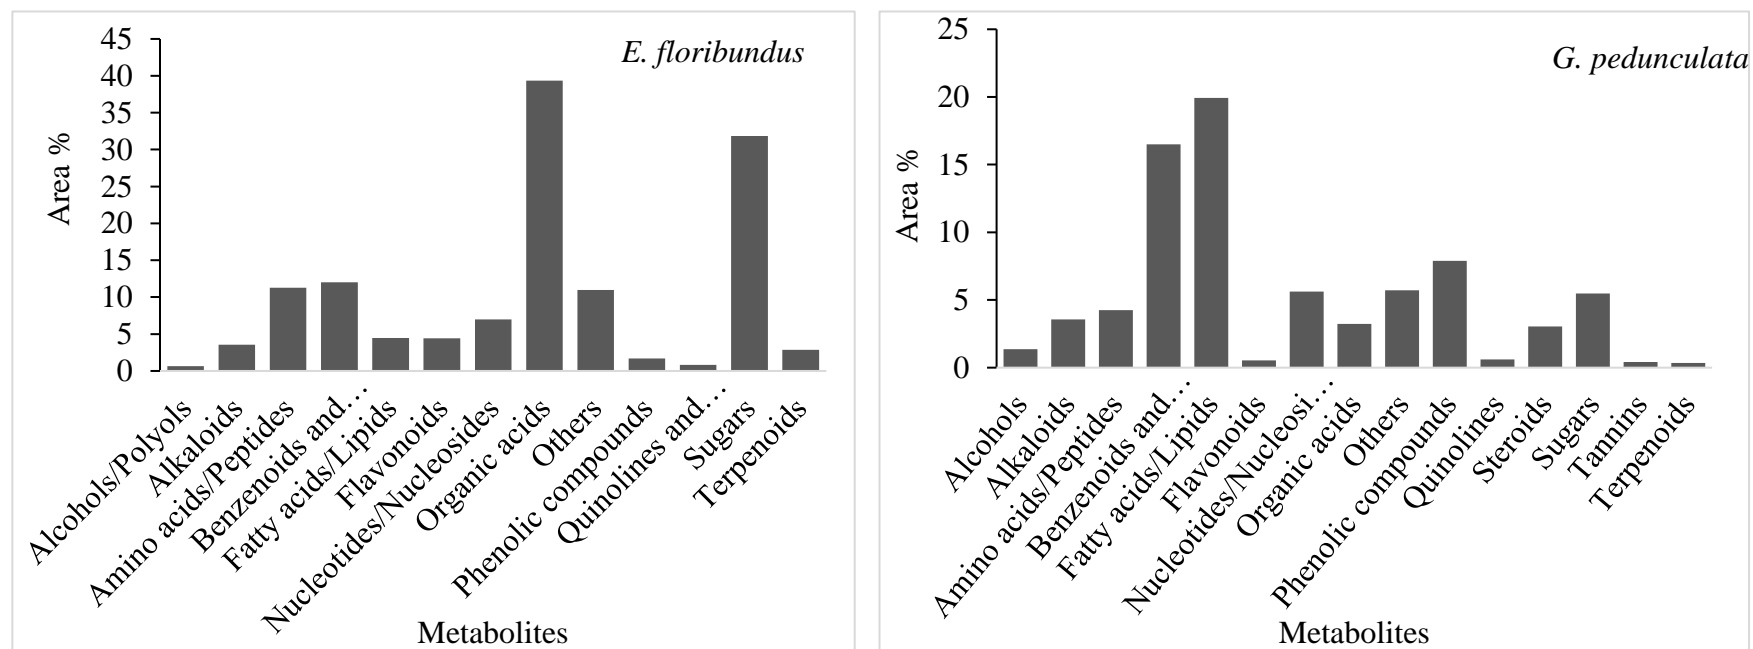 E. floribundus
Area %
45
40
35
30
25
20
15
10
5
0
Alcohols/Polyols
Alkaloids
Amino acids/Peptides
Benzenoids and…
Fatty acids/Lipids
Flavonoids
Nucleotides/Nucleosides
Organic acids
Others
Phenolic compounds
Quinolines and…
Sugars
Terpenoids
Metabolites
G. pedunculata
Area %
25
20
15
10
5
0
Alcohols
Alkaloids
Amino acids/Peptides
Benzenoids and…
Fatty acids/Lipids
Flavonoids
Nucleotides/Nucleosi…
Organic acids
Others
Phenolic compounds
Quinolines
Steroids
Sugars
Tannins
Terpenoids
Metabolites